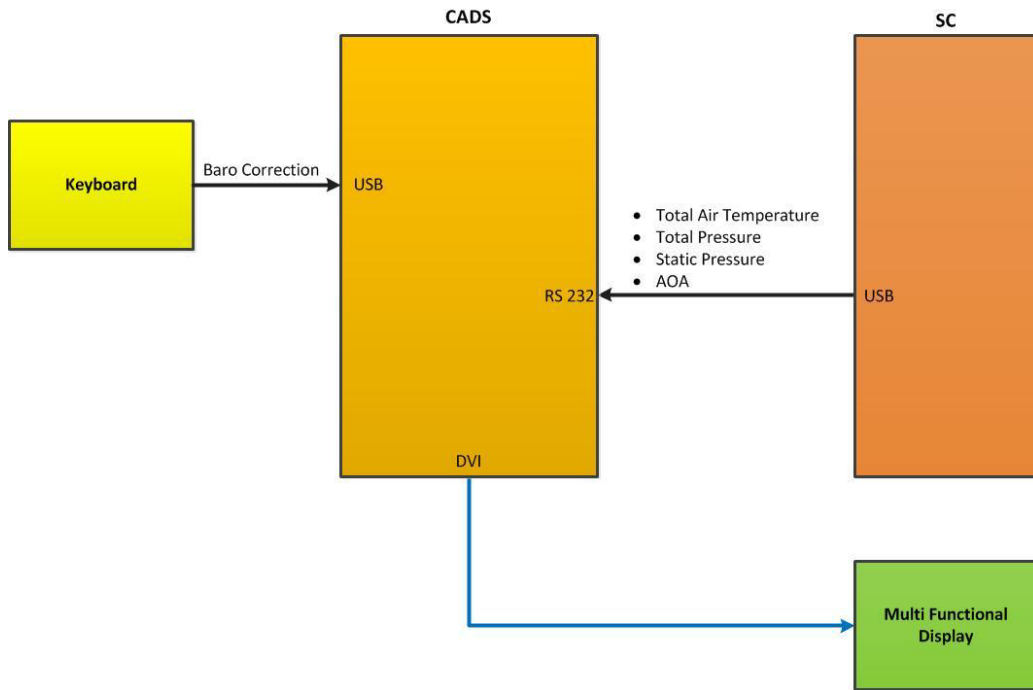 CADS
SC
Keyboard
Baro Correction
USB
• Total Air Temperature
• Total Pressure
• Static Pressure
• AOA
RS 232
USB
DVI
Multi Functional
Display